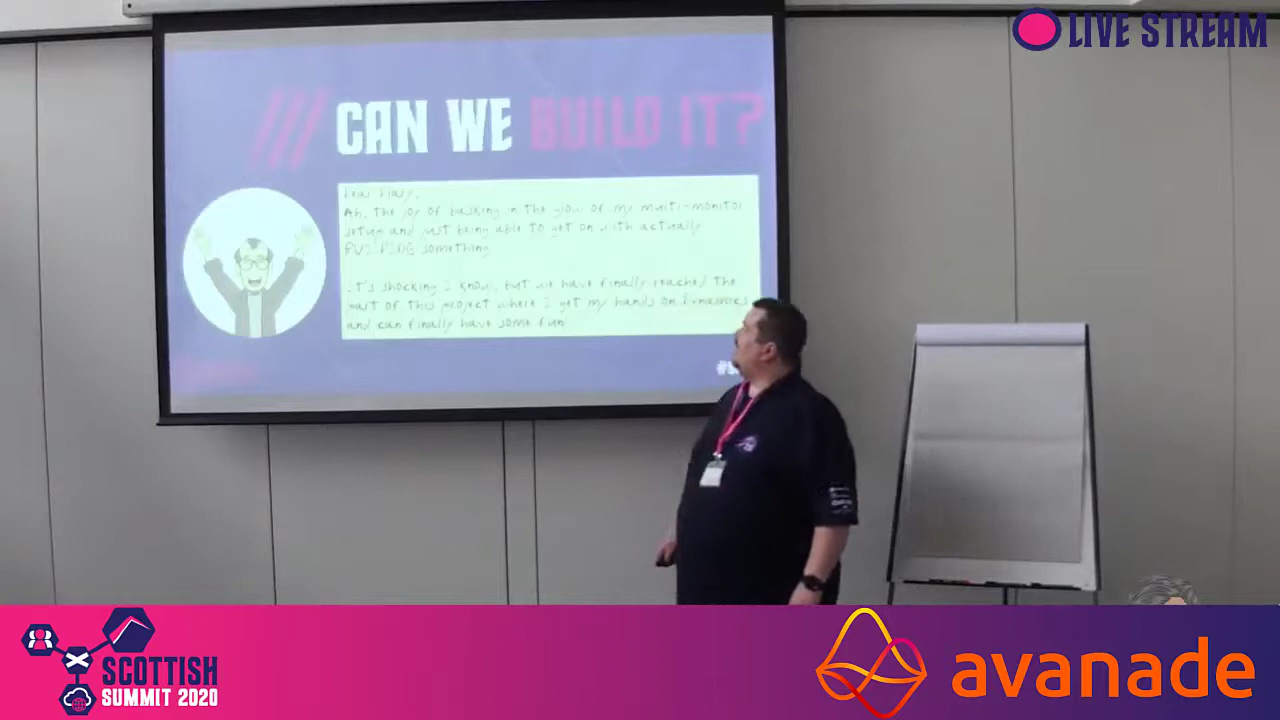 LIVE STREAM
/// CAN WE BUILD IT?
Dear Diary,
Ah, the joy of basking in the glow of my multi-monitor
setup and just being able to get on with actually
BUILDING something.
It's shocking I know, but we have finally reached the
part of this project where I get my hands on Dynamics
and can finally have some fun.
SCOTTISH
SUMMIT 2020
avanade